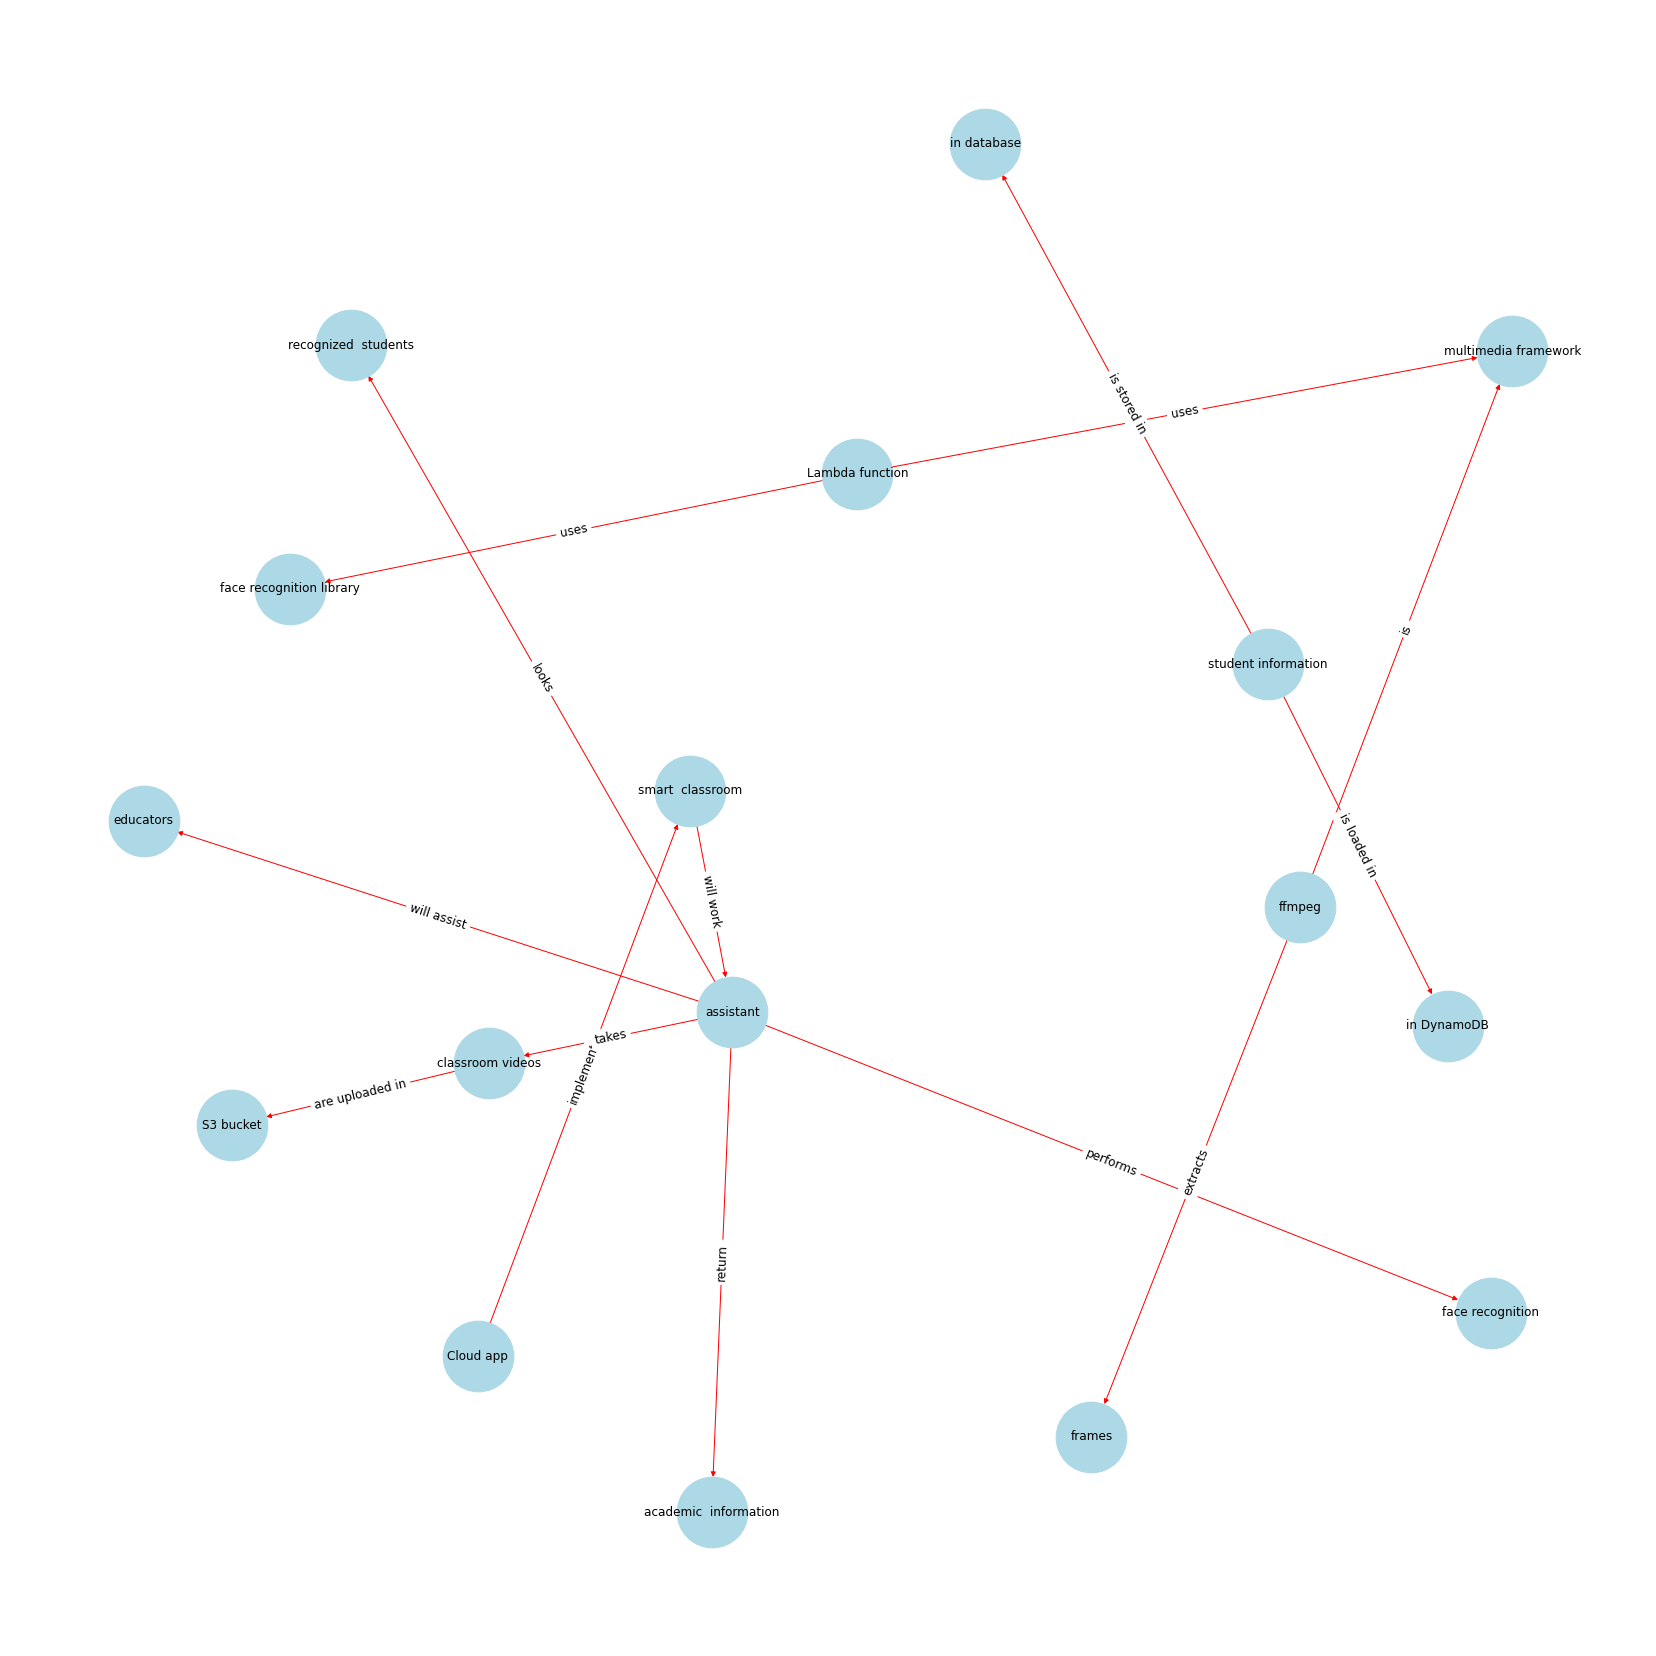 in database
recognized  students
multimedia framework
is stored in
uses
Lambda function
uses
face recognition library
is
student information
looks
smart  classroom
educators
is loaded in
will work
ffmpeg
will assist
assistant
in DynamoDB
takes
classroom videos
implement
are uploaded in
S3 bucket
performs
extracts
return
face recognition
Cloud app
frames
academic  information